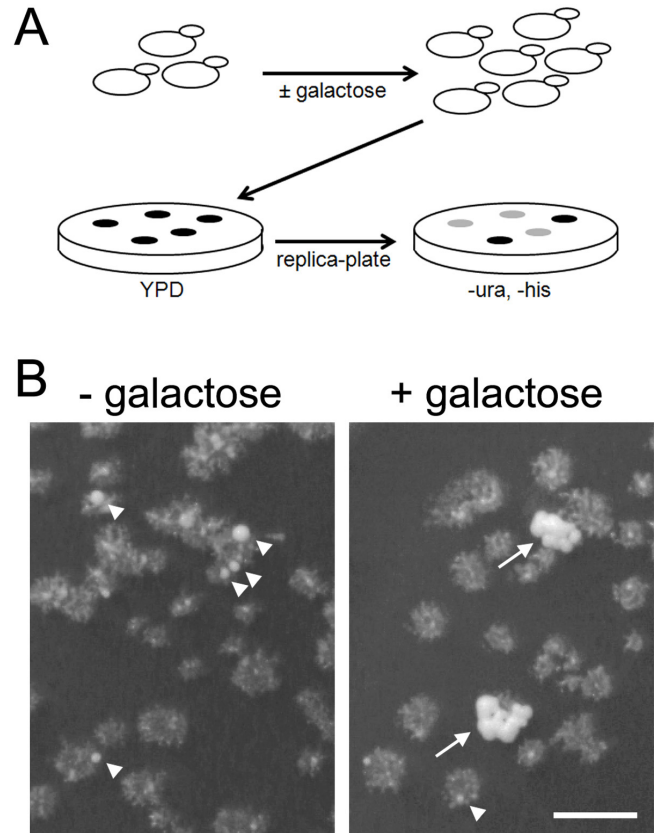 A
± galactose
replica-plate
YPD
-ura, -his
B
- galactose
+ galactose